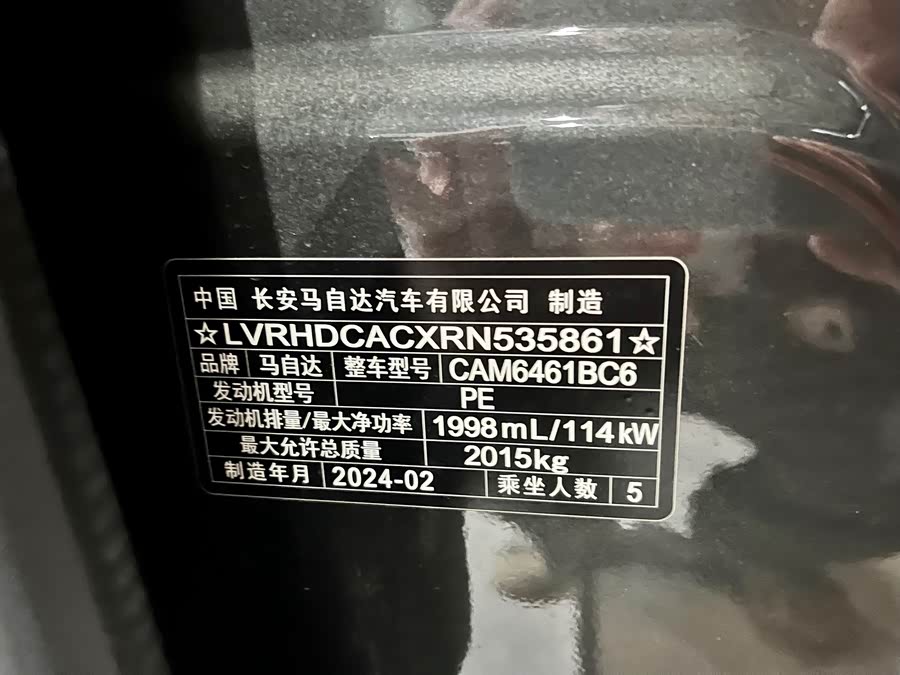 中国 长安马自达汽车有限公司 制造
☆LVRHDCACXRN535861☆
品牌 马自达 整车型号 CAM6461BC6
发动机型号 PE
发动机排量/最大净功率 1998mL/114kW
最大允许总质量 2015kg
制造年月 2024-02 乘坐人数 5